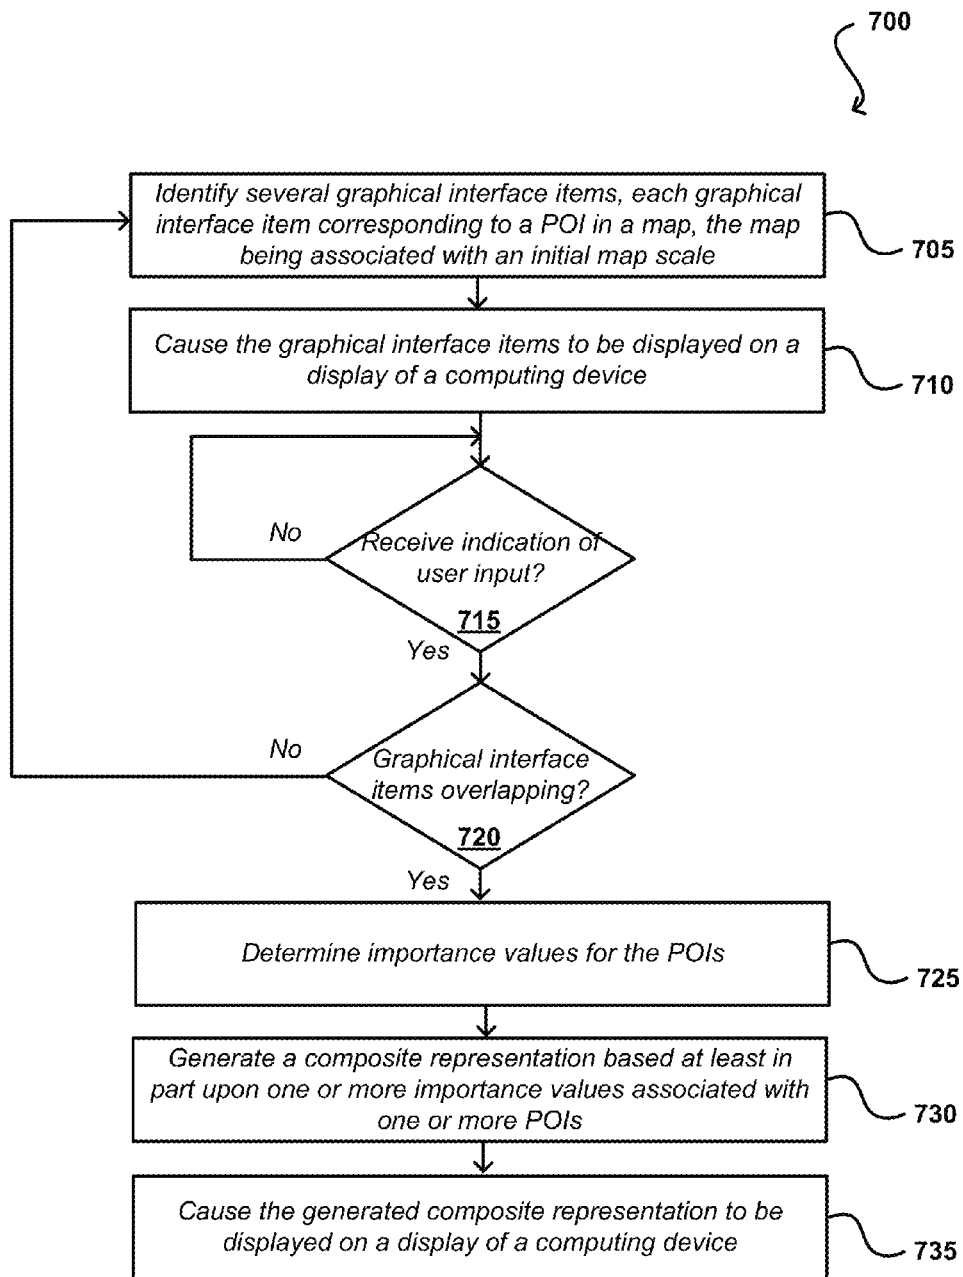 700
Identify several graphical interface items, each graphical
interface item corresponding to a POI in a map, the map
being associated with an initial map scale
705
Cause the graphical interface items to be displayed on a
display of a computing device
710
No
Receive indication of
user input?
715
Yes
No
Graphical interface
items overlapping?
720
Yes
Determine importance values for the POIs
725
Generate a composite representation based at least in
part upon one or more importance values associated with
one or more POIs
730
Cause the generated composite representation to be
displayed on a display of a computing device
735